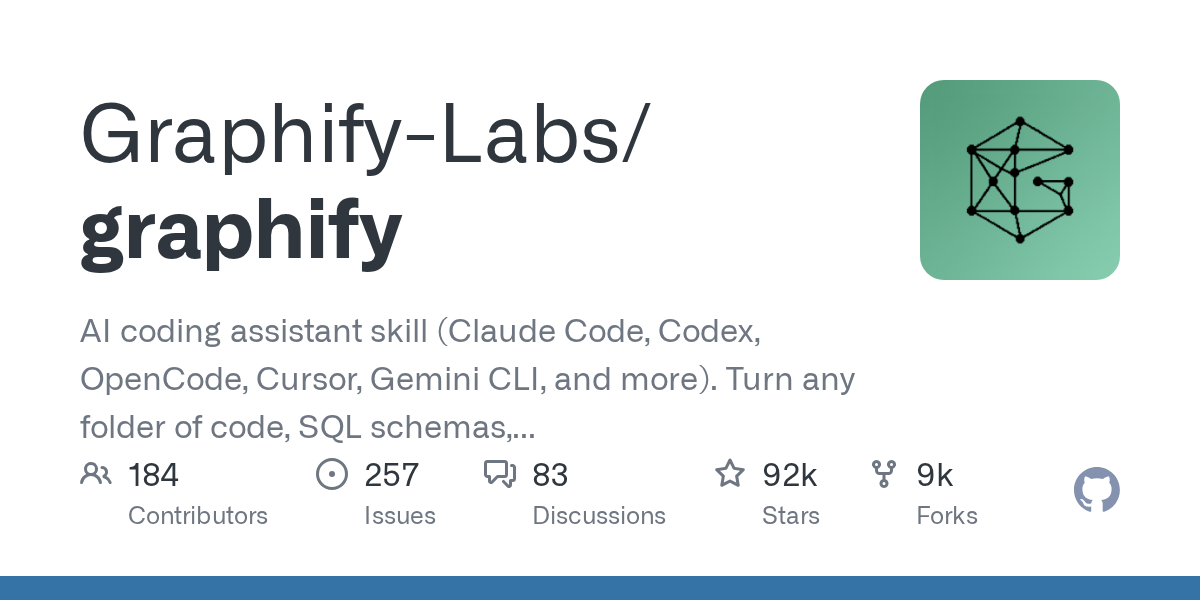 Graphify-Labs/
graphify
AI coding assistant skill (Claude Code, Codex,
OpenCode, Cursor, Gemini CLI, and more). Turn any
folder of code, SQL schemas,...
184
Contributors
257
Issues
83
Discussions
92k
Stars
9k
Forks